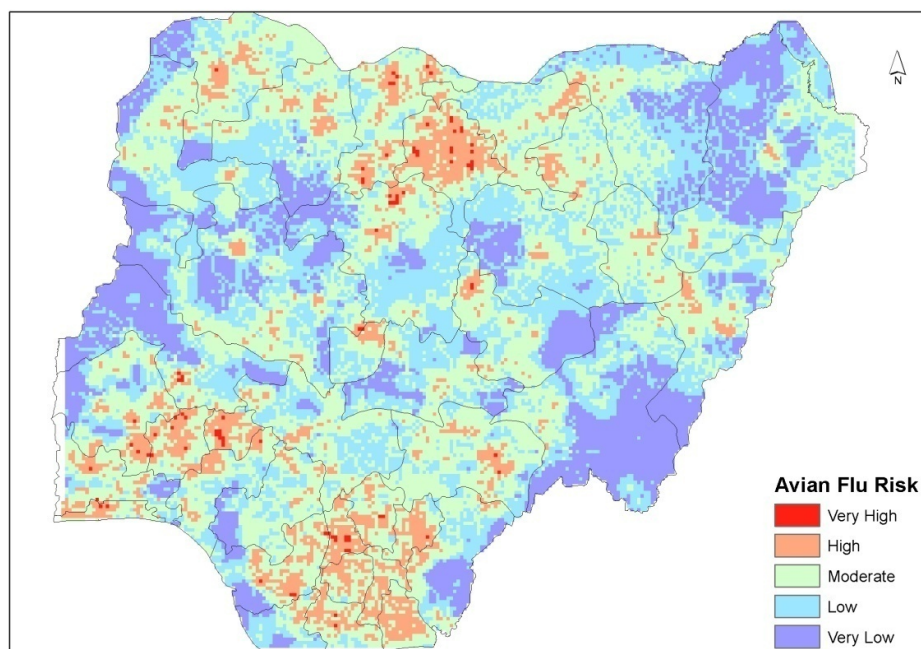 N
Avian Flu Risk
Very High
High
Moderate
Low
Very Low